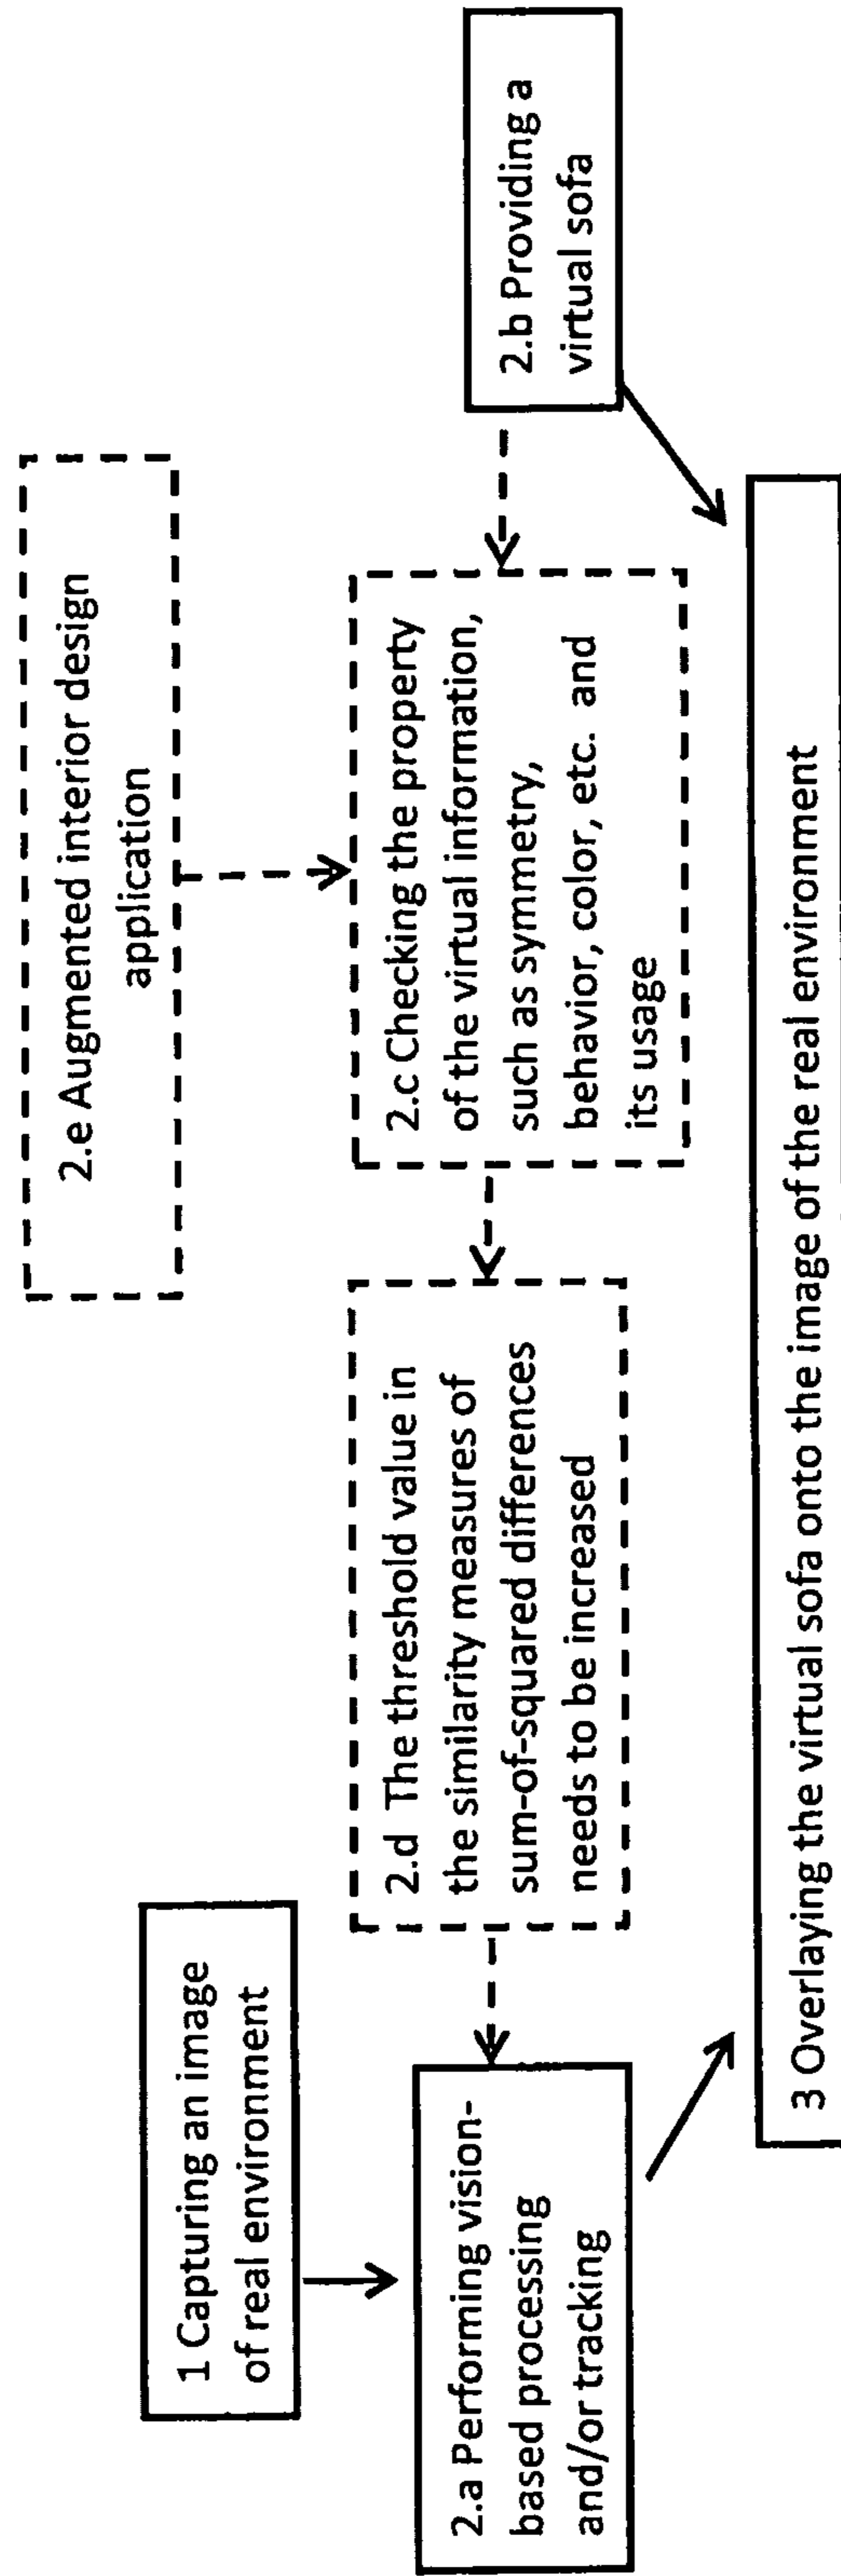 1 Capturing an image
of real environment
2.e Augmented interior design
application
2.a Performing vision-
based processing
and/or tracking
2.d The threshold value in
the similarity measures of
sum-of-squared differences
needs to be increased
2.c Checking the property
of the virtual information,
such as symmetry,
behavior, color, etc. and
its usage
2.b Providing a
virtual sofa
3 Overlaying the virtual sofa onto the image of the real environment